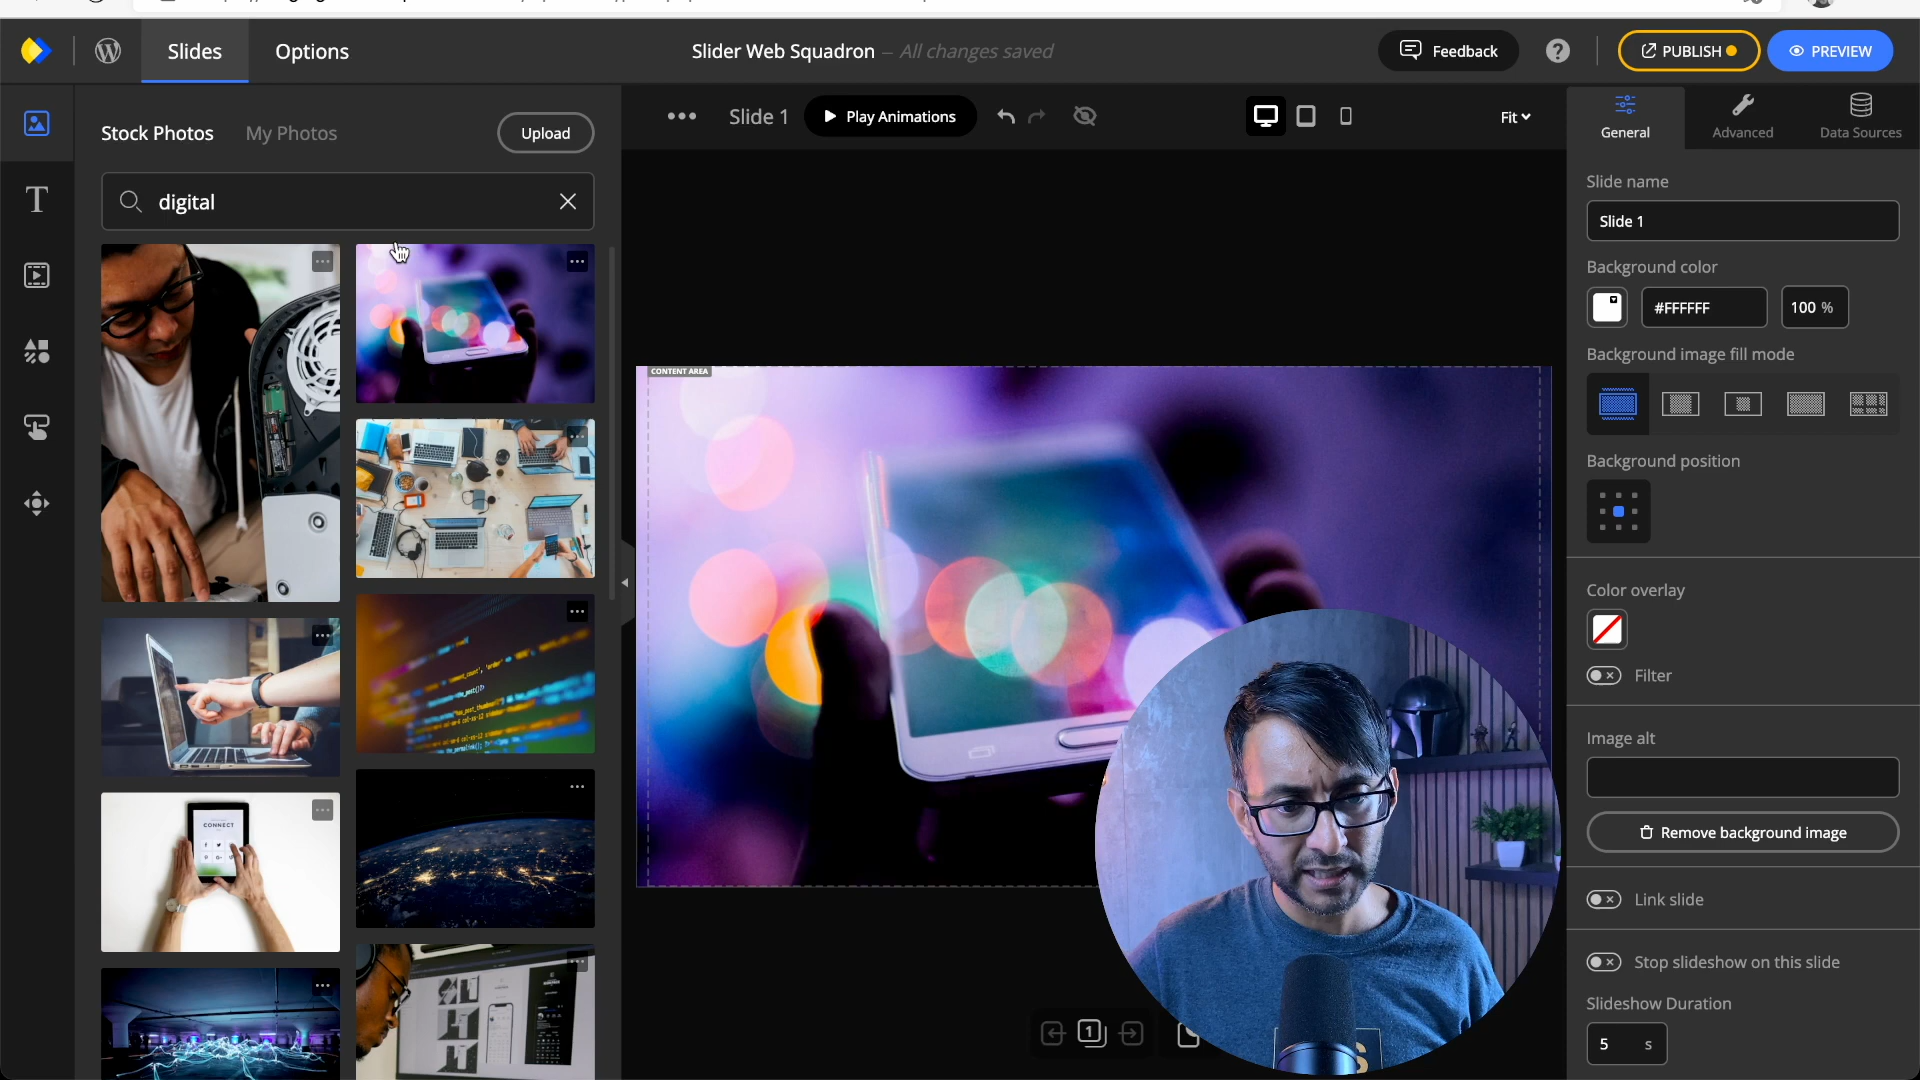 Slides
Options
Slider Web Squadron – All changes saved
Feedback
?
PUBLISH
PREVIEW
Stock Photos
My Photos
Upload
Slide 1
Play Animations
Fit
General
Advanced
Data Sources
digital
Slide name
Slide 1
Background color
#FFFFFF
100 %
Background image fill mode
CONTENT AREA
Background position
Color overlay
Filter
Image alt
CONNECT
Remove background image
Link slide
Stop slideshow on this slide
Slideshow Duration
1
5 s